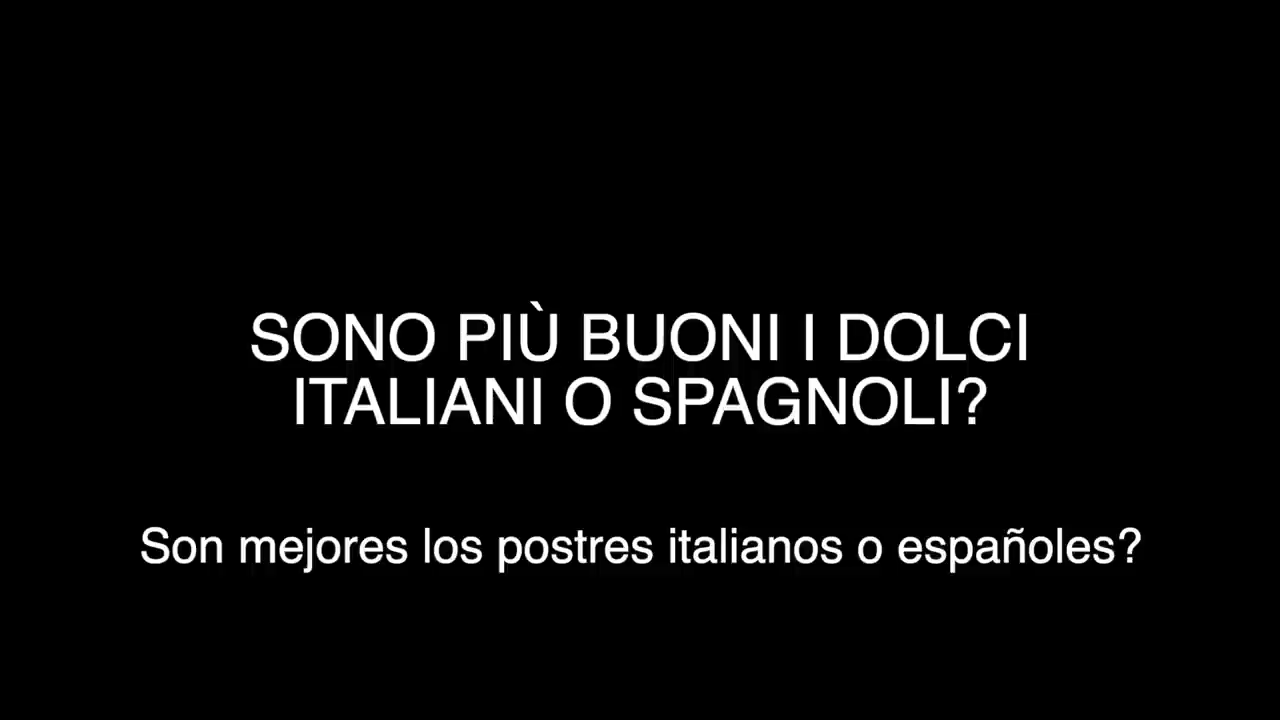 SONO PIÙ BUONI I DOLCI
ITALIANI O SPAGNOLI?
Son mejores los postres italianos o españoles?